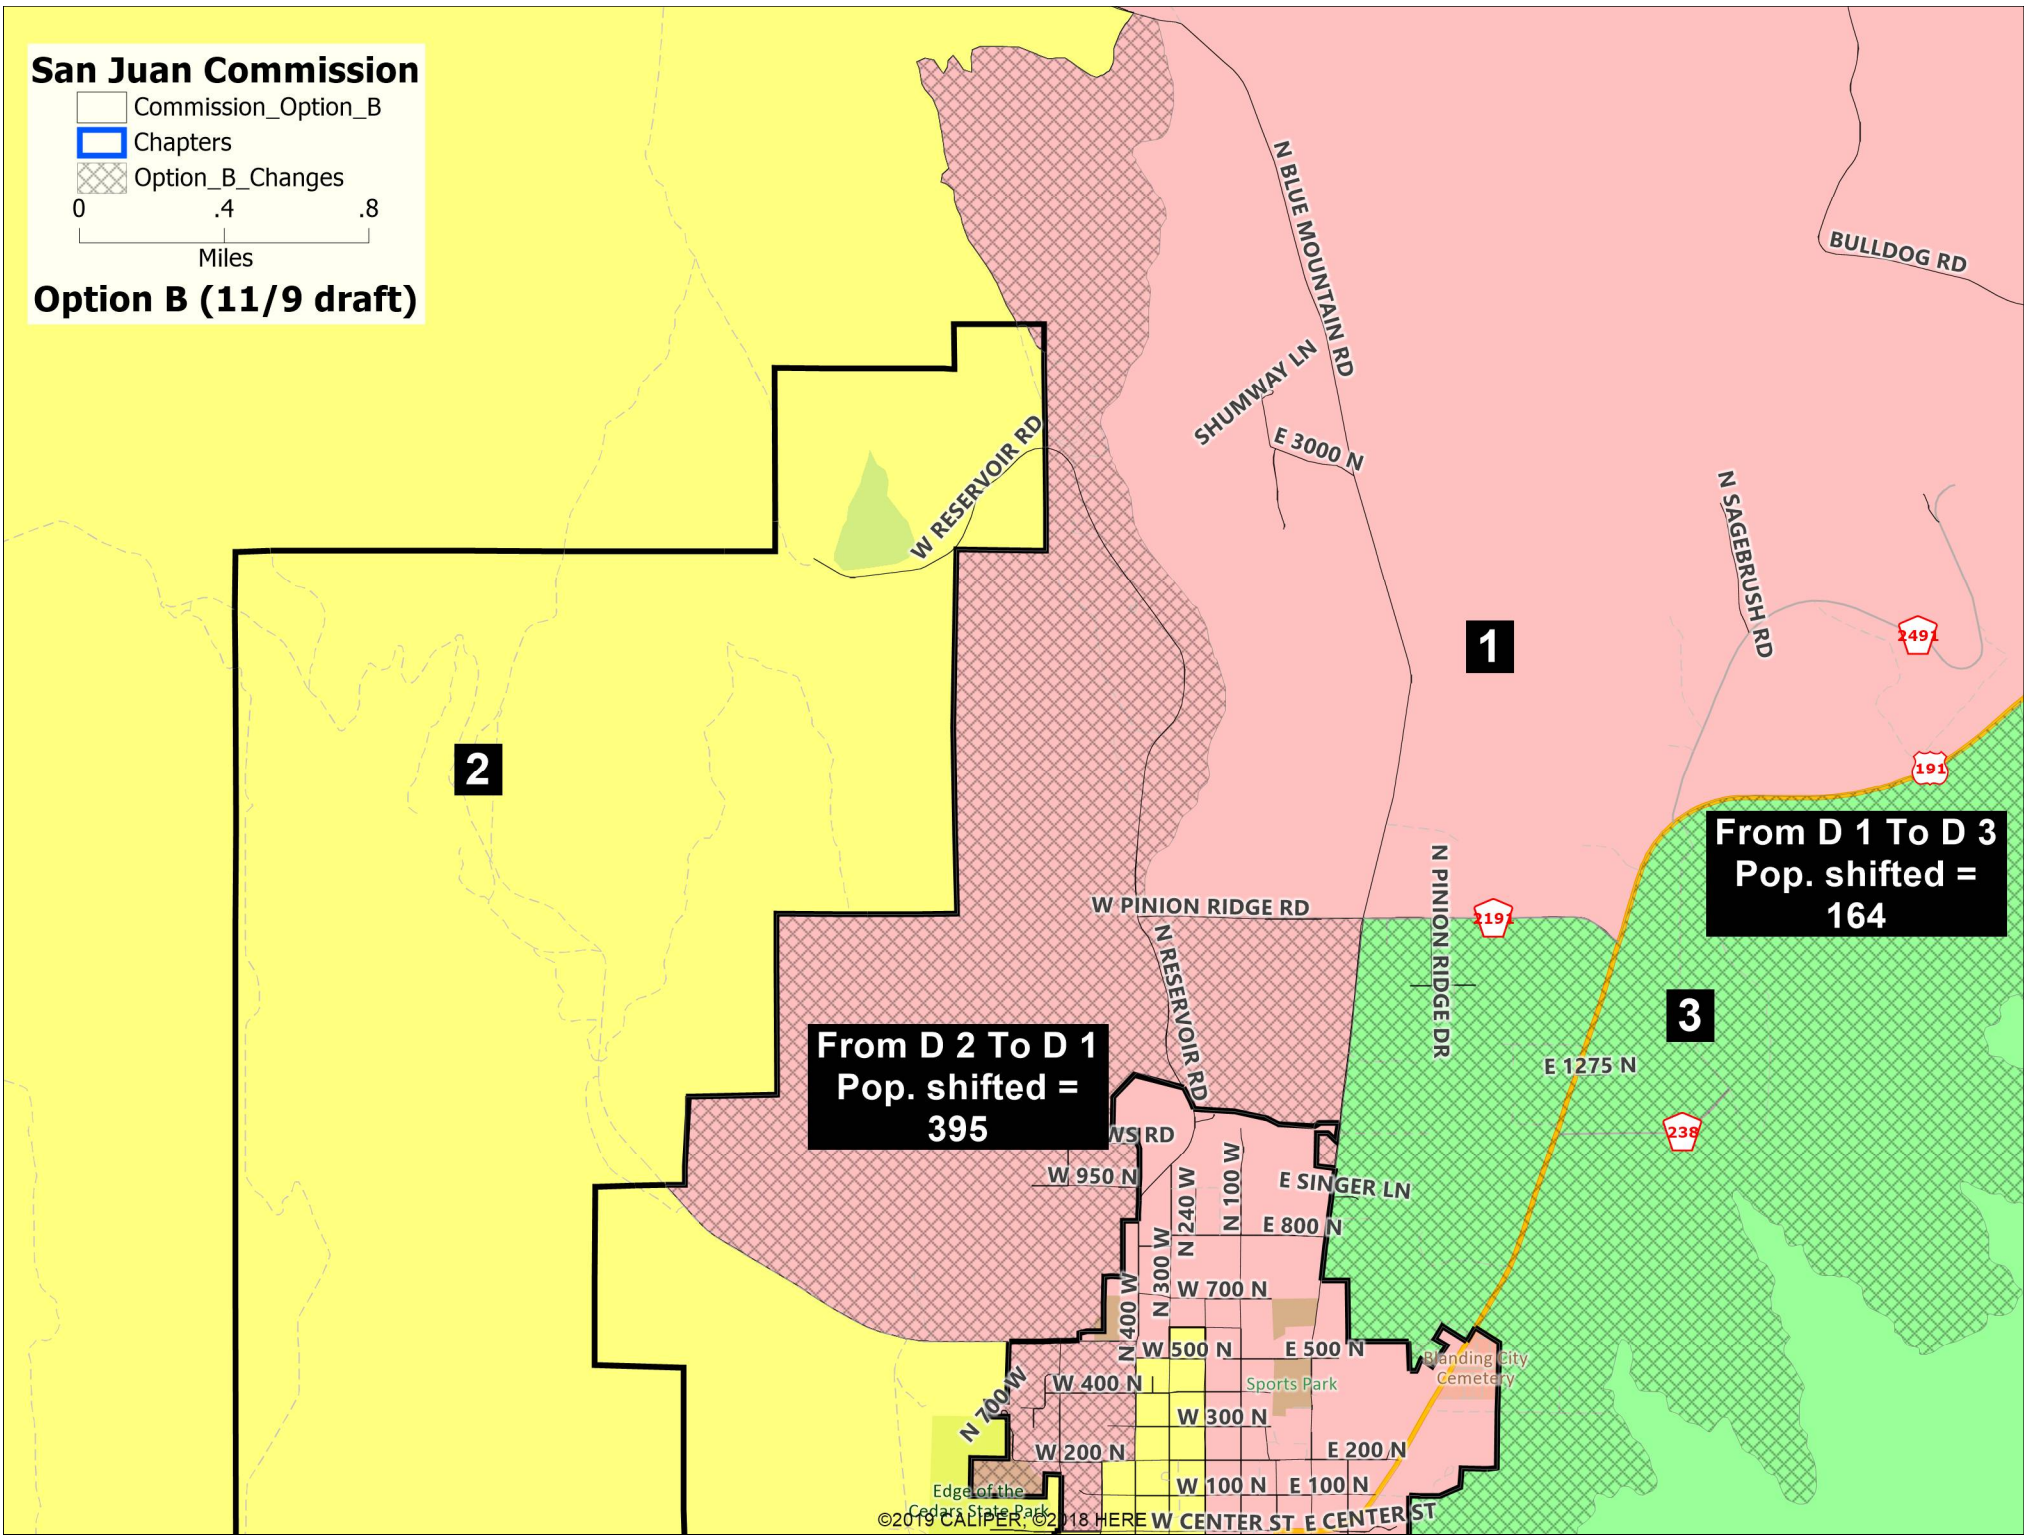 San Juan Commission
Commission_Option_B
Chapters
Option_B_Changes
0 .4 .8
Miles
Option B (11/9 draft)
N BLUE MOUNTAIN RD
BULLDOG RD
SHUMWAY LN
E 3000 N
W RESERVOIR RD
N SAGEBRUSH RD
2491
1
2
191
From D 1 To D 3
Pop. shifted =
164
N PINION RIDGE DR
W PINION RIDGE RD
2191
N RESERVOIR RD
3
From D 2 To D 1
Pop. shifted =
395
E 1275 N
238
WS RD
W 950 N
N 100 W
N 240 W
E SINGER LN
E 800 N
N 300 W
W 700 N
N 400 W
W 500 N
E 500 N
Blanding City
Cemetery
W 400 N
Sports Park
N 700 W
W 300 N
W 200 N
E 200 N
W 100 N
E 100 N
Edge of the
Cedars State Park
©2019 CALIPER; ©2018 HERE
W CENTER ST
E CENTER ST